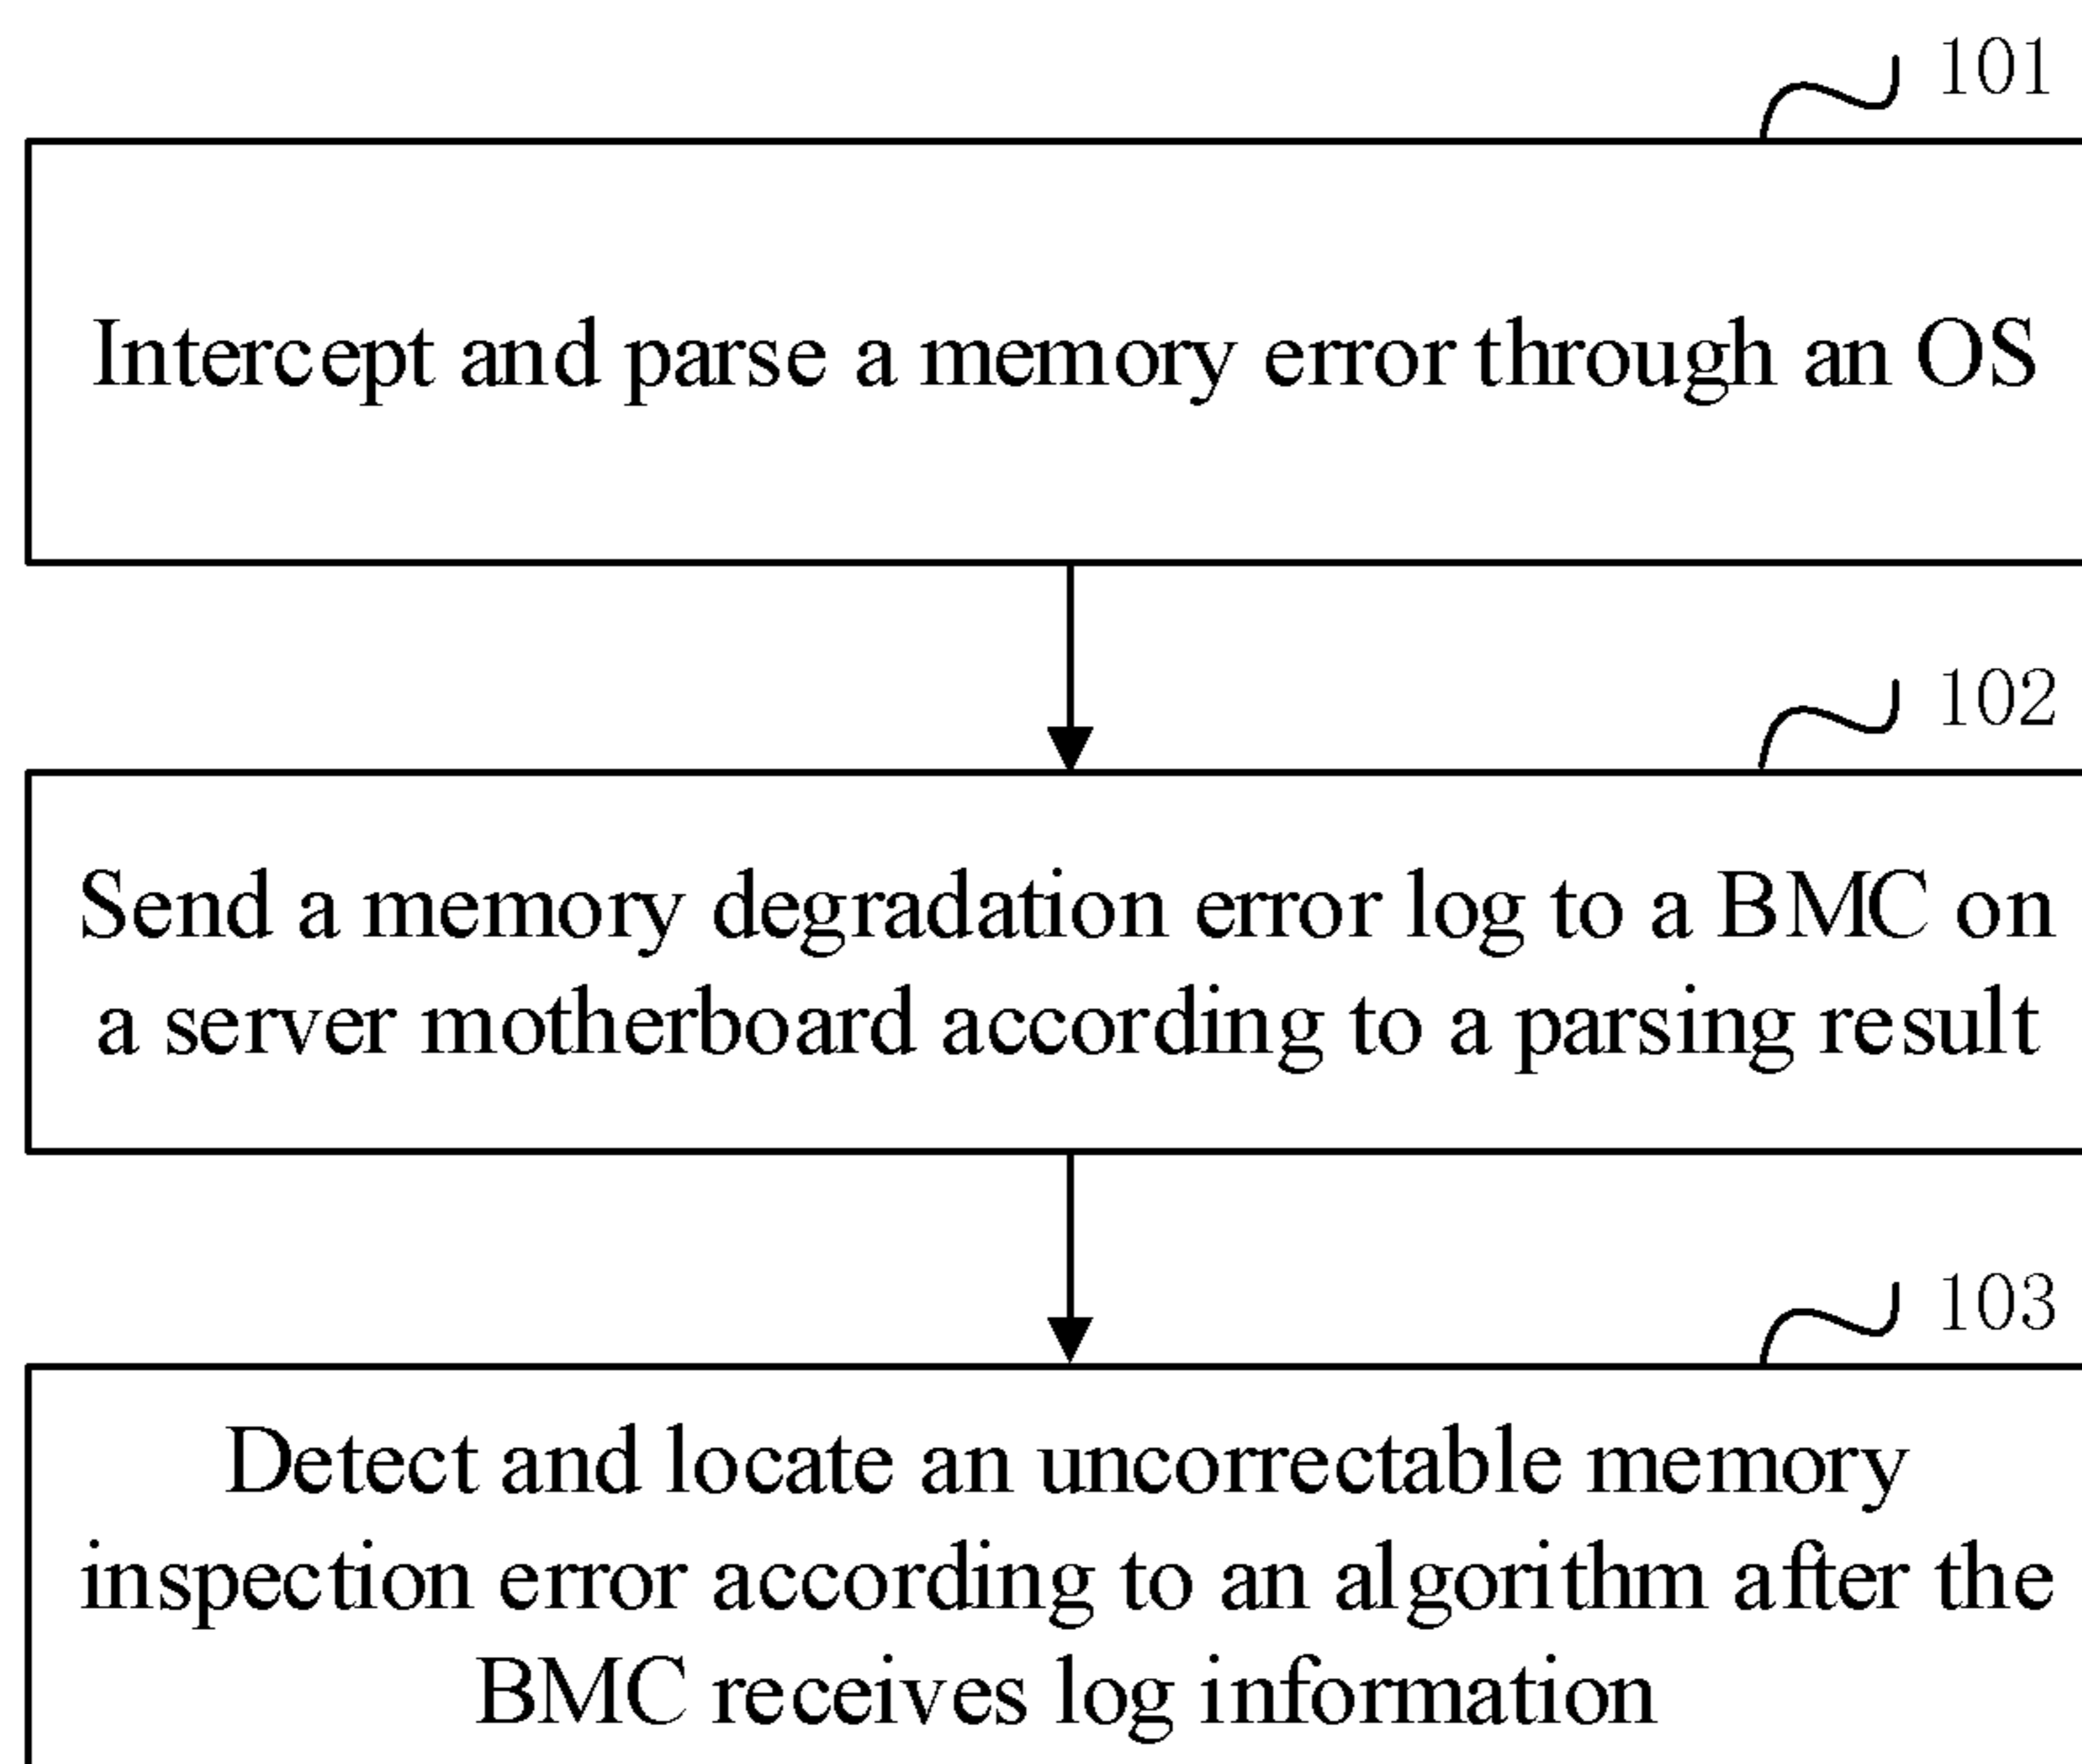 101
Intercept and parse a memory error through an OS
102
Send a memory degradation error log to a BMC on
a server motherboard according to a parsing result
103
Detect and locate an uncorrectable memory
inspection error according to an algorithm after the
BMC receives log information